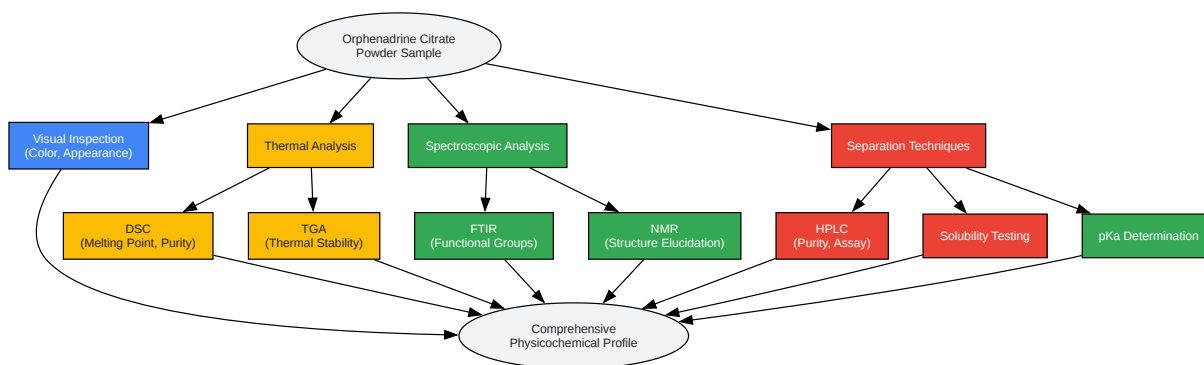 Orphenadrine Citrate
Powder Sample
Visual Inspection
(Color, Appearance)
Thermal Analysis
Spectroscopic Analysis
Separation Techniques
DSC
(Melting Point, Purity)
TGA
(Thermal Stability)
FTIR
(Functional Groups)
NMR
(Structure Elucidation)
HPLC
(Purity, Assay)
Solubility Testing
pKa Determination
Comprehensive
Physicochemical Profile